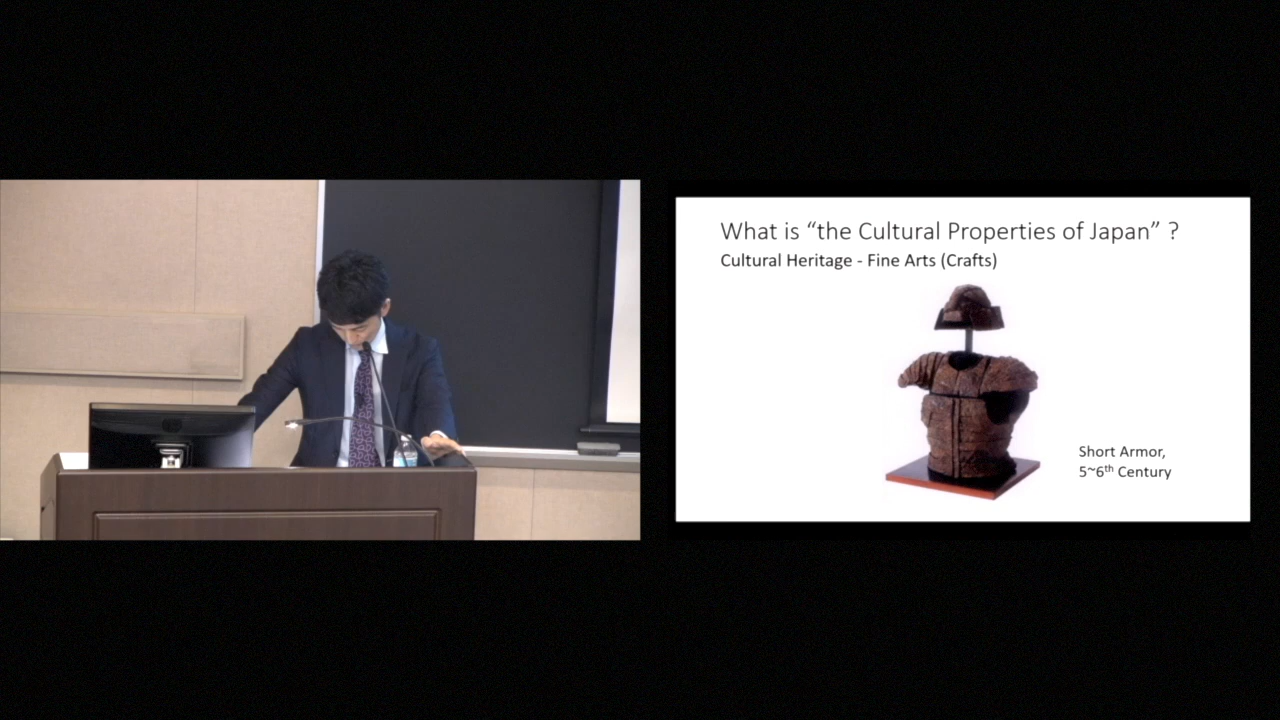 What is “the Cultural Properties of Japan” ?
Cultural Heritage - Fine Arts (Crafts)
Short Armor,
5~6th Century